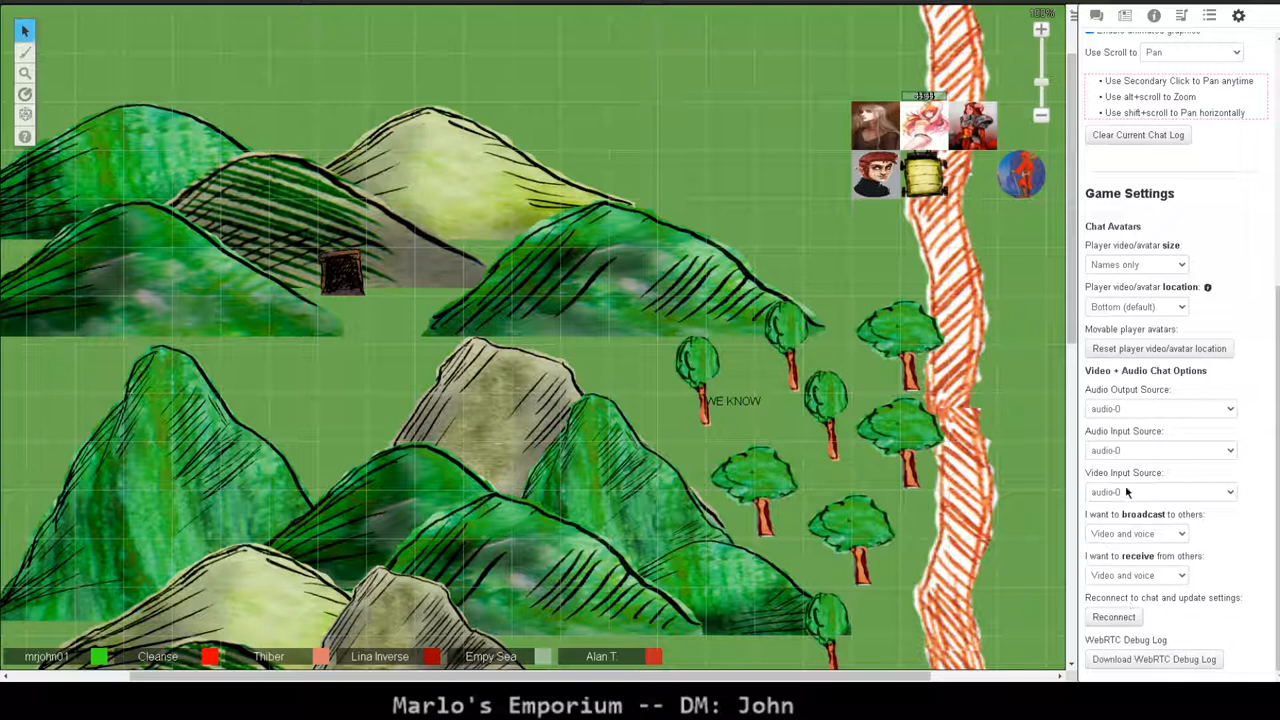 100%
Enable animated graphics
Use Scroll to Pan
• Use Secondary Click to Pan anytime
• Use alt+scroll to Zoom
• Use shift+scroll to Pan horizontally
Clear Current Chat Log
Game Settings
Chat Avatars
Player video/avatar size
Names only
Player video/avatar location:
Bottom (default)
Movable player avatars:
Reset player video/avatar location
Video + Audio Chat Options
Audio Output Source:
audio-0
Audio Input Source:
audio-0
Video Input Source:
audio-0
I want to broadcast to others:
Video and voice
I want to receive from others:
Video and voice
Reconnect to chat and update settings:
Reconnect
WebRTC Debug Log
Download WebRTC Debug Log
WE KNOW
mrjohn01 Cleanse Thiber Lina Inverse Empy Sea Alan T.
Marlo's Emporium -- DM: John